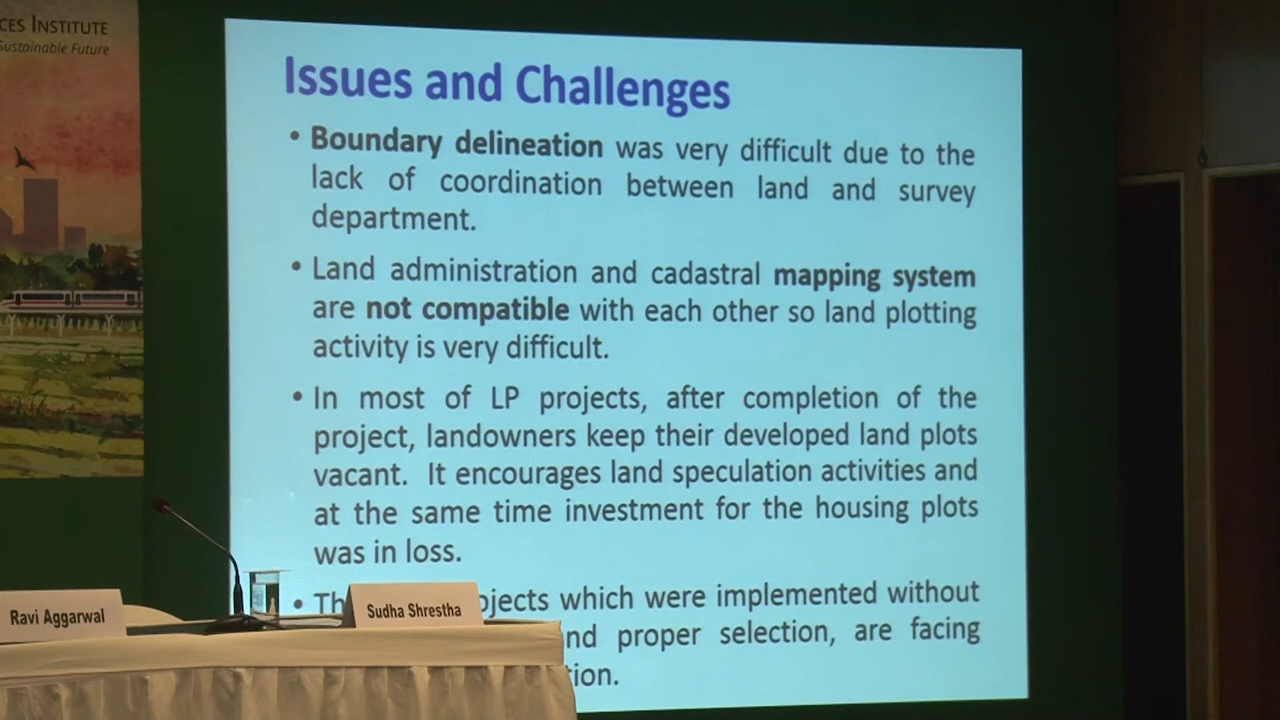 CES INSTITUTE
Sustainable Future
Issues and Challenges
• Boundary delineation was very difficult due to the
lack of coordination between land and survey
department.
• Land administration and cadastral mapping system
are not compatible with each other so land plotting
activity is very difficult.
• In most of LP projects, after completion of the
project, landowners keep their developed land plots
vacant. It encourages land speculation activities and
at the same time investment for the housing plots
was in loss.
• Th jects which were implemented without
nd proper selection, are facing
ion.
Ravi Aggarwal
Sudha Shrestha